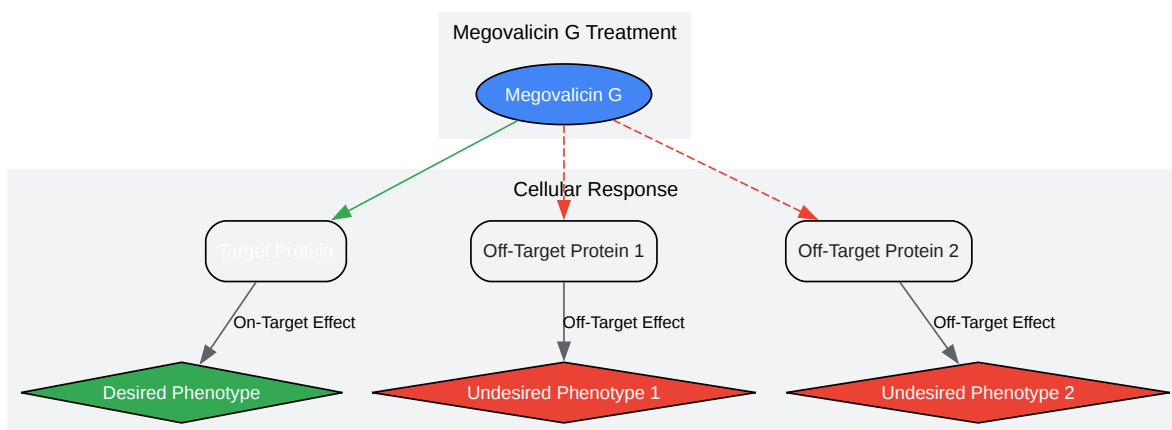 Megovalicin G Treatment
Megovalicin G
Cellular Response
Target Protein
Off-Target Protein 1
Off-Target Protein 2
On-Target Effect
Off-Target Effect
Off-Target Effect
Desired Phenotype
Undesired Phenotype 1
Undesired Phenotype 2